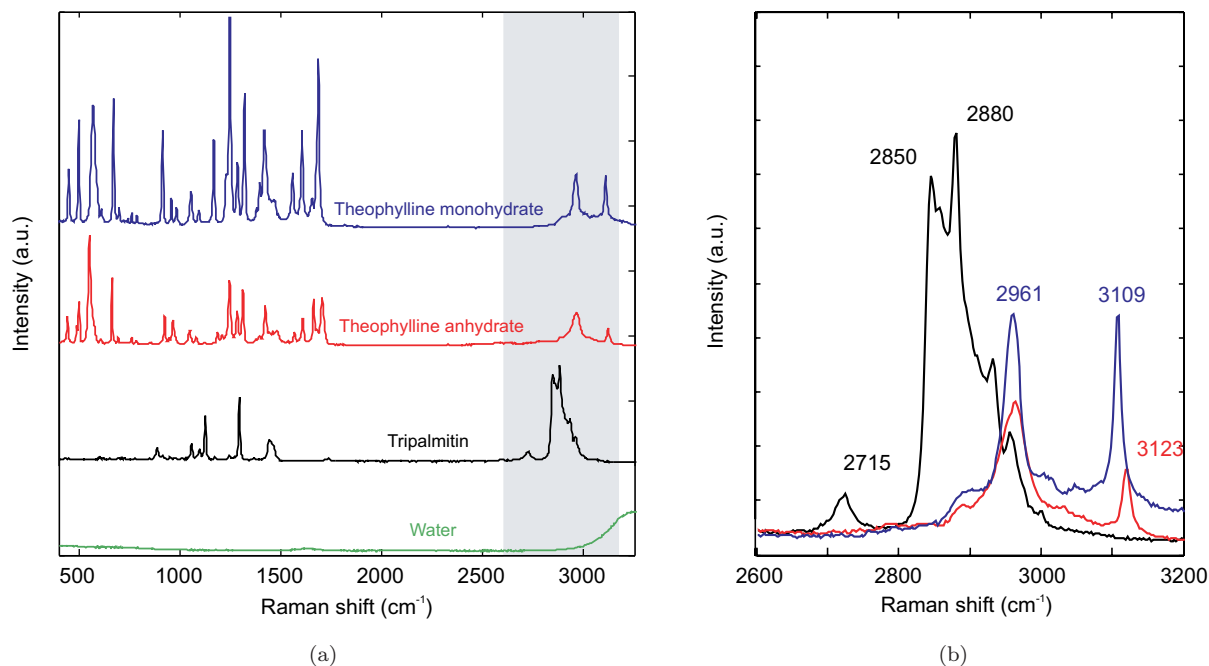 Intensity (a.u.)
Theophylline monohydrate
Theophylline anhydrate
Tripalmitin
Water
500 1000 1500 2000 2500 3000
Raman shift (cm⁻¹)
(a)
Intensity (a.u.)
2880
2850
2961
3109
3123
2715
2600 2800 3000 3200
Raman shift (cm⁻¹)
(b)